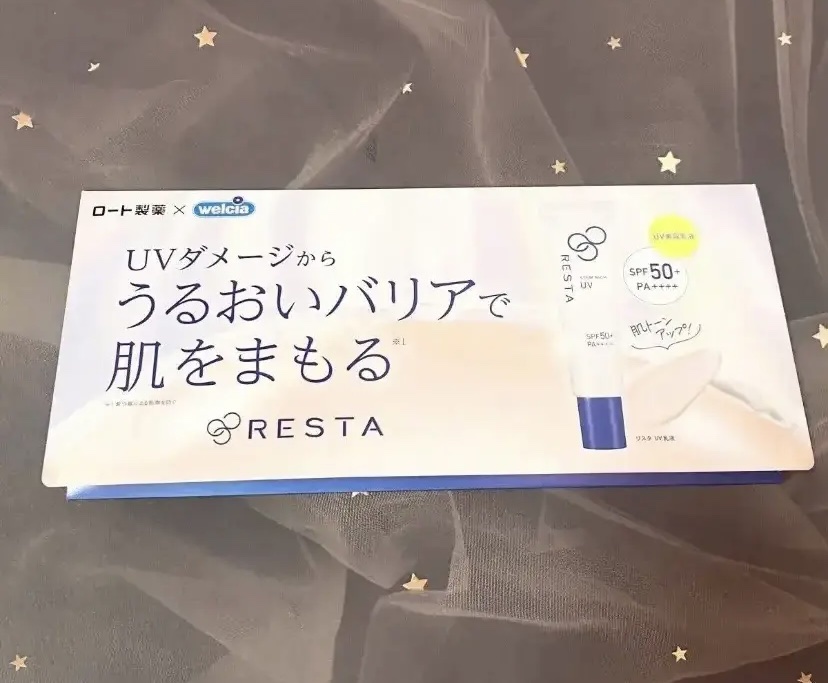 ロート製薬 × welcia
UVダメージから
うるおいバリアで
肌をまもる※1
RESTA
RESTA
UV
SPF50+
PA++++
UV美容乳液
SPF50+
PA++++
肌トーン
アップ!
リスタ UV乳液